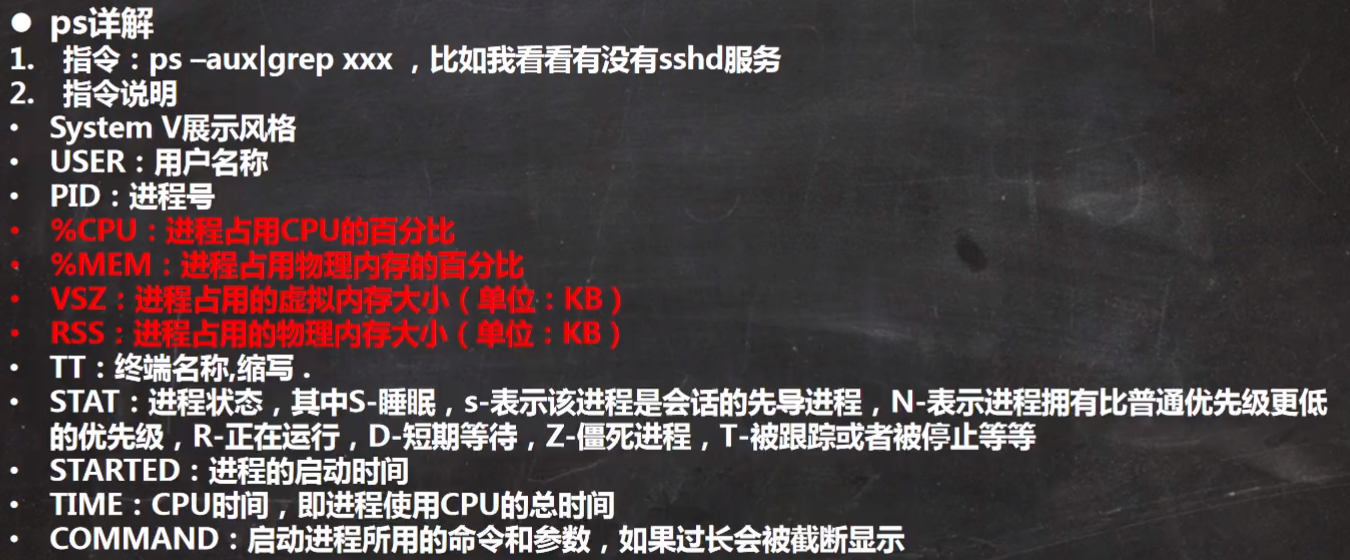 ● ps详解
1. 指令：ps –aux|grep xxx ，比如我看看有没有sshd服务
2. 指令说明
• System V展示风格
• USER：用户名称
• PID：进程号
• %CPU：进程占用CPU的百分比
• %MEM：进程占用物理内存的百分比
• VSZ：进程占用的虚拟内存大小（单位：KB）
• RSS：进程占用的物理内存大小（单位：KB）
• TT：终端名称,缩写 .
• STAT：进程状态，其中S-睡眠，s-表示该进程是会话的先导进程，N-表示进程拥有比普通优先级更低
的优先级，R-正在运行，D-短期等待，Z-僵死进程，T-被跟踪或者被停止等等
• STARTED：进程的启动时间
• TIME：CPU时间，即进程使用CPU的总时间
• COMMAND：启动进程所用的命令和参数，如果过长会被截断显示